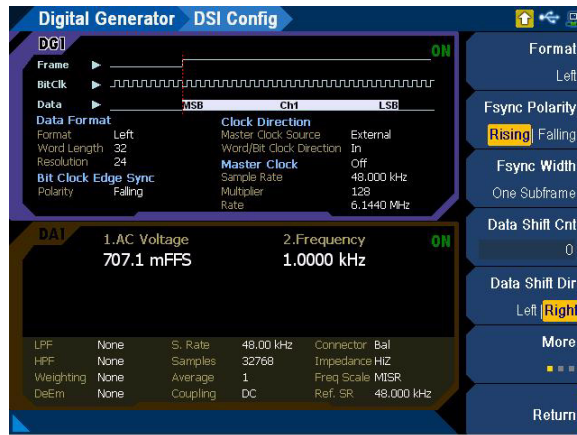 Digital Generator DSI Config
DG1 ON
Frame
BitClk
Data MSB Ch1 LSB
Data Format Clock Direction
Format Left Master Clock Source External
Word Length 32 Word/Bit Clock Direction In
Resolution 24 Master Clock Off
Bit Clock Edge Sync Sample Rate 48.000 kHz
Polarity Falling Multiplier 128
Rate 6.1440 MHz
DA1 1.AC Voltage 2.Frequency ON
707.1 mFFS 1.0000 kHz
LPF None S. Rate 48.00 kHz Connector Bal
HPF None Samples 32768 Impedance HiZ
Weighting None Average 1 Freq Scale MISR
DeEm None Coupling DC Ref. SR 48.000 kHz
Format
Left
Fsync Polarity
Rising| Falling
Fsync Width
One Subframe
Data Shift Cnt
0
Data Shift Dir
Left |Right
More
Return